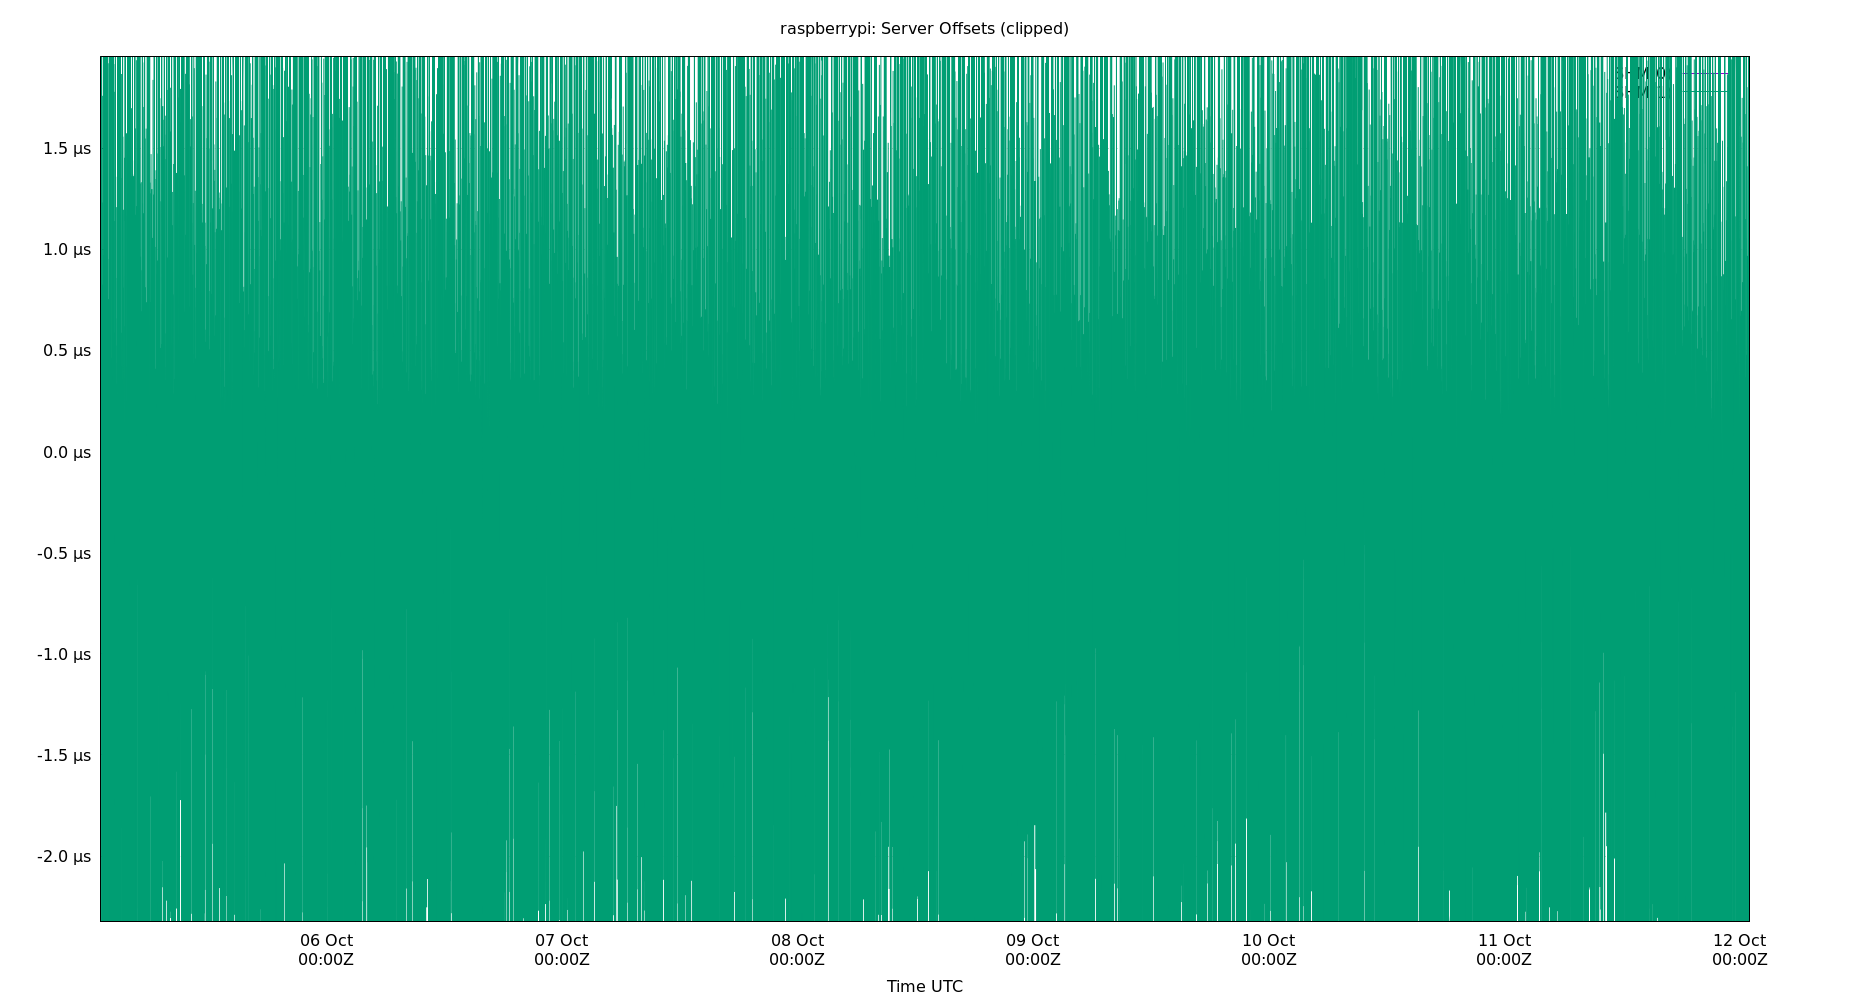 raspberrypi: Server Offsets (clipped)
1.5 µs
1.0 µs
0.5 µs
0.0 µs
-0.5 µs
-1.0 µs
-1.5 µs
-2.0 µs
06 Oct 07 Oct 08 Oct 09 Oct 10 Oct 11 Oct 12 Oct
00:00Z 00:00Z 00:00Z 00:00Z 00:00Z 00:00Z 00:00Z
Time UTC